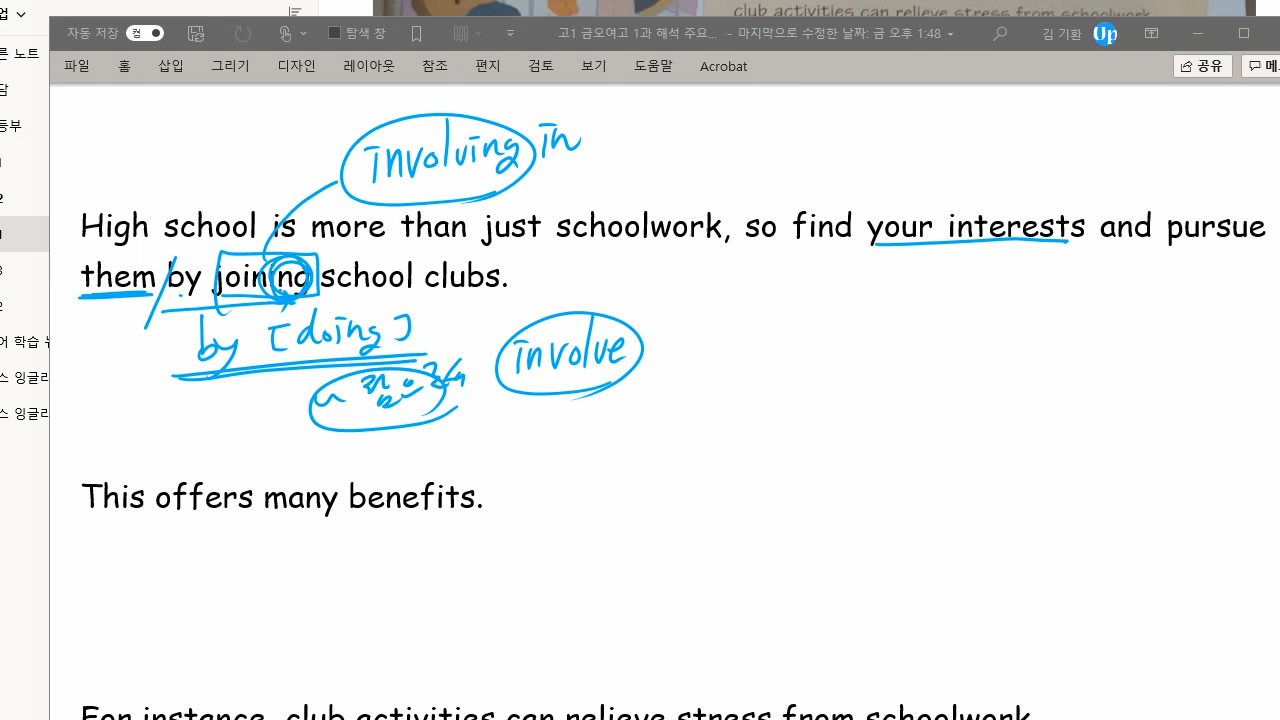 club activities can relieve stress from schoolwork
자동 저장
탐색 창
고1 금오여고 1과 해석 주요... – 마지막으로 수정한 날짜: 금 오후 1:48
김 기환
Up
파일 홈 삽입 그리기 디자인 레이아웃 참조 편지 검토 보기 도움말 Acrobat
공유
involving in
High school is more than just schoolwork, so find your interests and pursue
them by joining school clubs.
by [doing]
involve
This offers many benefits.
For instance, club activities can relieve stress from schoolwork